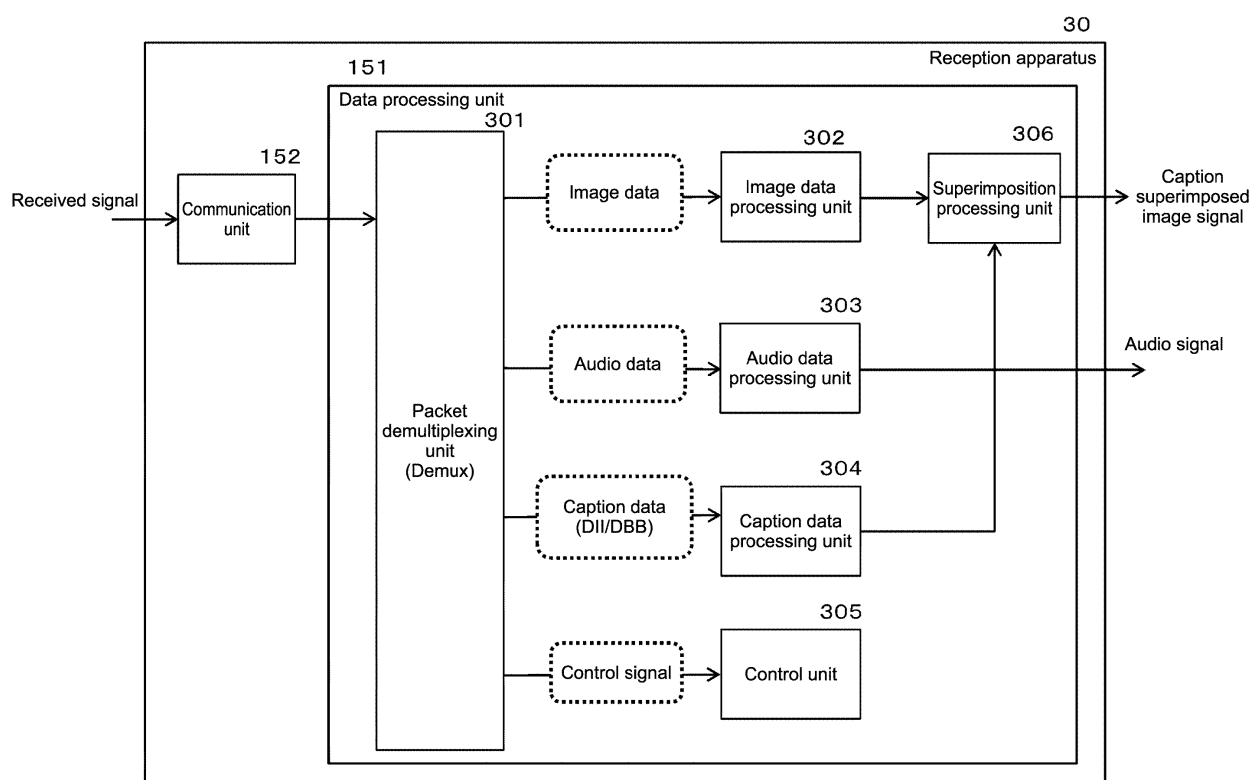 30
Reception apparatus
151
Data processing unit
301
152
302
306
Received signal
Communication
unit
Image data
Image data
processing unit
Superimposition
processing unit
Caption
superimposed
image signal
303
Audio data
Audio data
processing unit
Audio signal
Packet
demultiplexing
unit
(Demux)
304
Caption data
(DII/DBB)
Caption data
processing unit
305
Control signal
Control unit